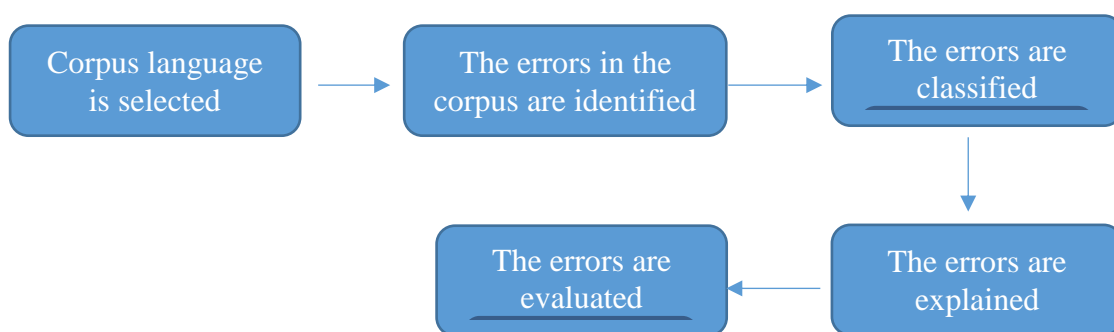 Corpus language
is selected
The errors in the
corpus are identified
The errors are
classified
The errors are
explained
The errors are
evaluated